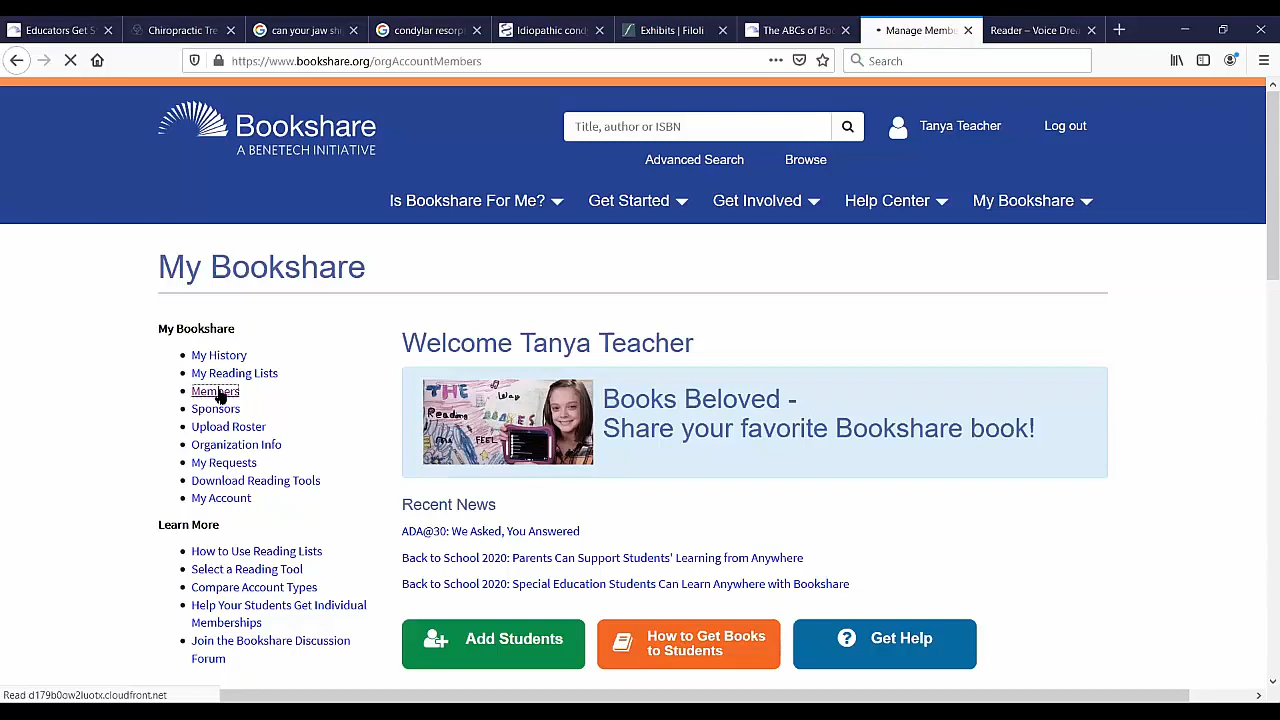 Educators Get S
Chiropractic Tre
can your jaw sh
condylar resorp
Idiopathic cond
Exhibits | Filoli
The ABCs of Boo
Manage Membe
Reader – Voice Drea
https://www.bookshare.org/orgAccountMembers
Search
Bookshare
A BENETECH INITIATIVE
Title, author or ISBN
Tanya Teacher
Log out
Advanced Search
Browse
Is Bookshare For Me?
Get Started
Get Involved
Help Center
My Bookshare
My Bookshare
My Bookshare
My History
My Reading Lists
Members
Sponsors
Upload Roster
Organization Info
My Requests
Download Reading Tools
My Account
Learn More
How to Use Reading Lists
Select a Reading Tool
Compare Account Types
Help Your Students Get Individual
Memberships
Join the Bookshare Discussion
Forum
Welcome Tanya Teacher
The Way
Reading
FEEL
Books Beloved -
Share your favorite Bookshare book!
Recent News
ADA@30: We Asked, You Answered
Back to School 2020: Parents Can Support Students' Learning from Anywhere
Back to School 2020: Special Education Students Can Learn Anywhere with Bookshare
Add Students
How to Get Books
to Students
Get Help
Read d179b0ow2luotx.cloudfront.net